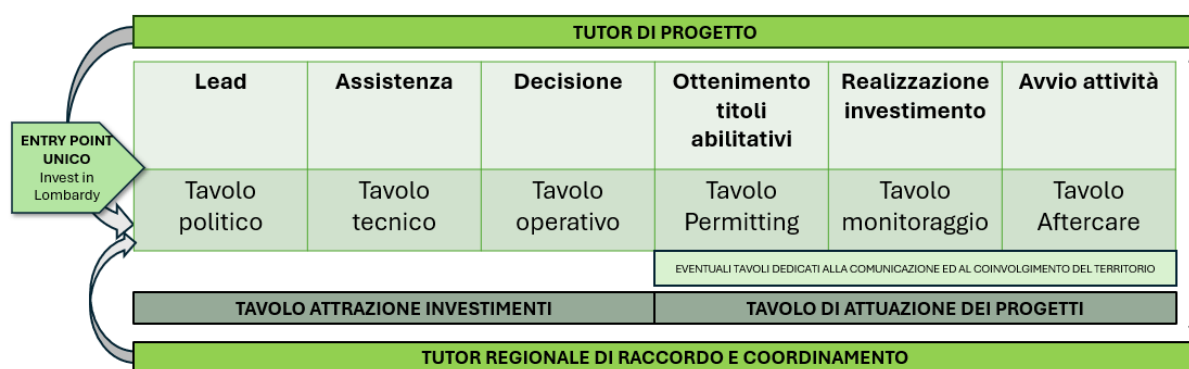 TUTOR DI PROGETTO
ENTRY POINT
UNICO
Invest in
Lombardy
Lead
Assistenza
Decisione
Ottenimento
titoli
abilitativi
Realizzazione
investimento
Avvio attività
Tavolo
politico
Tavolo
tecnico
Tavolo
operativo
Tavolo
Permitting
Tavolo
monitoraggio
Tavolo
Aftercare
EVENTUALI TAVOLI DEDICATI ALLA COMUNICAZIONE ED AL COINVOLGIMENTO DEL TERRITORIO
TAVOLO ATTRAZIONE INVESTIMENTI
TAVOLO DI ATTUAZIONE DEI PROGETTI
TUTOR REGIONALE DI RACCORDO E COORDINAMENTO